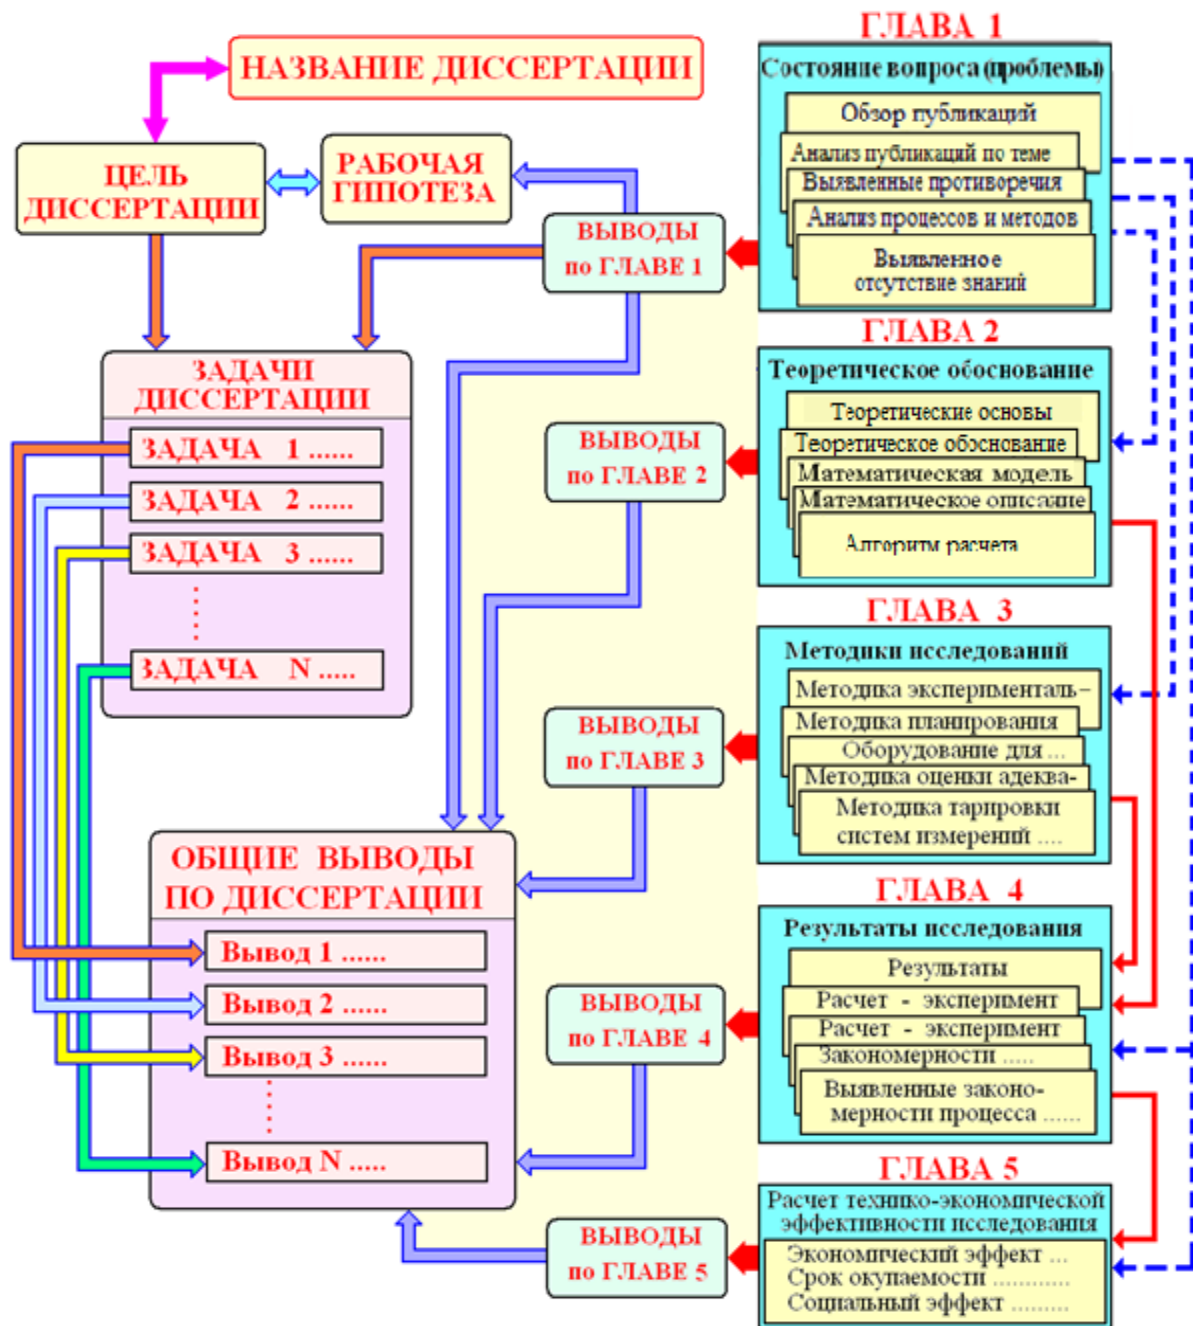 НАЗВАНИЕ ДИССЕРТАЦИИ
ЦЕЛЬ
ДИССЕРТАЦИИ
РАБОЧАЯ
ГИПОТЕЗА
ЗАДАЧИ
ДИССЕРТАЦИИ
ЗАДАЧА 1 ......
ЗАДАЧА 2 ......
ЗАДАЧА 3 ......
ЗАДАЧА N .....
ОБЩИЕ ВЫВОДЫ
ПО ДИССЕРТАЦИИ
Вывод 1 ......
Вывод 2 ......
Вывод 3 ......
Вывод N .....
ВЫВОДЫ
по ГЛАВЕ 1
ВЫВОДЫ
по ГЛАВЕ 2
ВЫВОДЫ
по ГЛАВЕ 3
ВЫВОДЫ
по ГЛАВЕ 4
ВЫВОДЫ
по ГЛАВЕ 5
ГЛАВА 1
Состояние вопроса (проблемы)
Обзор публикаций
Анализ публикаций по теме
Выявленные противоречия
Анализ процессов и методов
Выявленное
отсутствие знаний
ГЛАВА 2
Теоретическое обоснование
Теоретические основы
Теоретическое обоснование
Математическая модель
Математическое описание
Алгоритм расчета
ГЛАВА 3
Методики исследований
Методика эксперименталь–
Методика планирования
Оборудование для ...
Методика оценки адеква-
Методика тарировки
систем измерений ....
ГЛАВА 4
Результаты исследования
Результаты
Расчет - эксперимент
Расчет - эксперимент
Закономерности .....
Выявленные законо-
мерности процесса ......
ГЛАВА 5
Расчет технико-экономической
эффективности исследования
Экономический эффект ...
Срок окупаемости ............
Социальный эффект .........